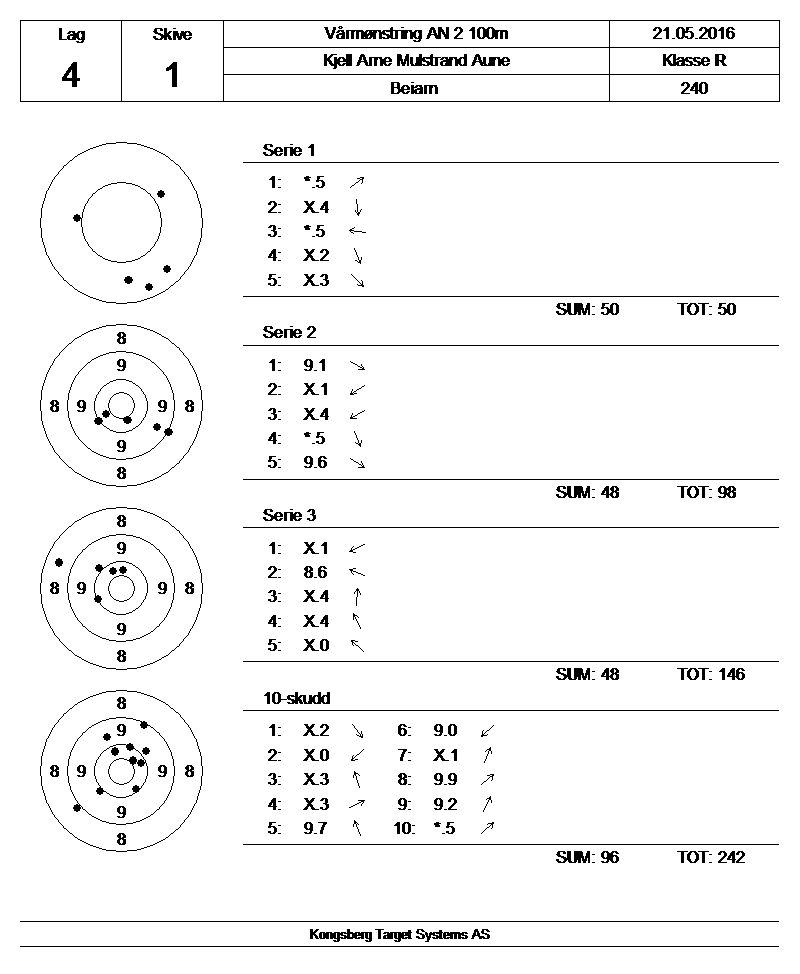 Lag Skive Vårmønstring AN 2 100m 21.05.2016
4 1 Kjell Arne Mulstrand Aune Klasse R
Beiarn 240
Serie 1
1: *.5
2: X.4
3: *.5
4: X.2
5: X.3
SUM: 50 TOT: 50
Serie 2
8
9
8 9 9 8
9
8
1: 9.1
2: X.1
3: X.4
4: *.5
5: 9.6
SUM: 48 TOT: 98
Serie 3
8
9
8 9 9 8
9
8
1: X.1
2: 8.6
3: X.4
4: X.4
5: X.0
SUM: 48 TOT: 146
10-skudd
8
9
8 9 9 8
9
8
1: X.2 6: 9.0
2: X.0 7: X.1
3: X.3 8: 9.9
4: X.3 9: 9.2
5: 9.7 10: *.5
SUM: 96 TOT: 242
Kongsberg Target Systems AS